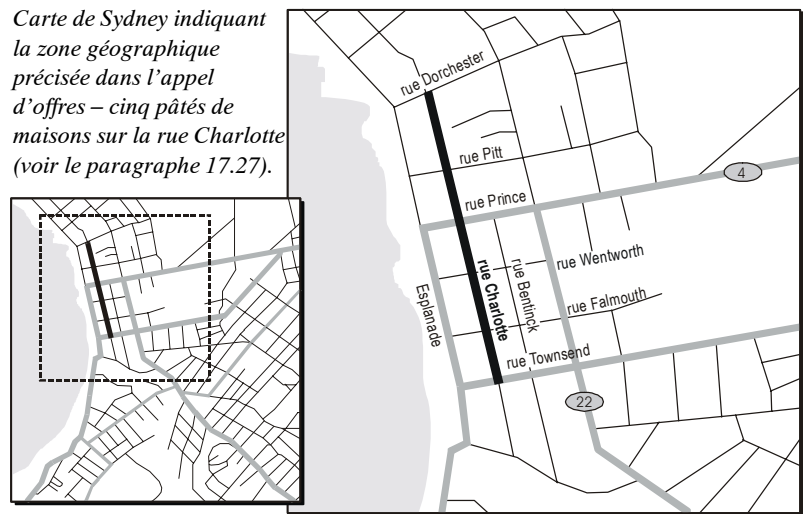 Carte de Sydney indiquant
la zone géographique
précisée dans l'appel
d'offres – cinq pâtés de
maisons sur la rue Charlotte
(voir le paragraphe 17.27).
rue Dorchester
rue Pitt
rue Prince
4
rue Wentworth
rue Bentinck
rue Charlotte
Esplanade
rue Falmouth
rue Townsend
22